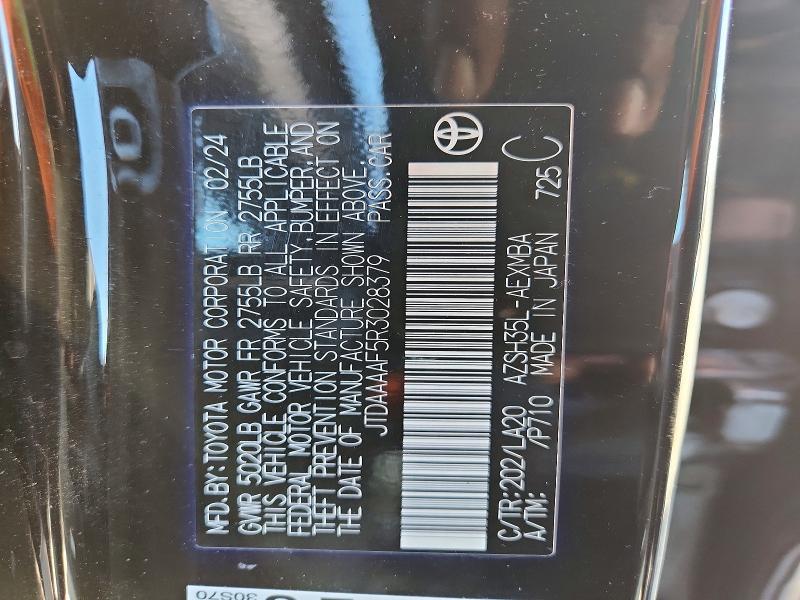 MFD.BY:TOYOTA MOTOR CORPORATION 02/24
GVWR 5020LB GAWR FR 2755LB RR 2755LB
THIS VEHICLE CONFORMS TO ALL APPLICABLE
FEDERAL MOTOR VEHICLE SAFETY,BUMPER,AND
THEFT PREVENTION STANDARDS IN EFFECT ON
THE DATE OF MANUFACTURE SHOWN ABOVE.
JTDAAAAF5R3028379 PASS.CAR
C/TR:202/LA20 AZSH35L-AEXMBA
A/TM: /P710 MADE IN JAPAN 725 C
30S70